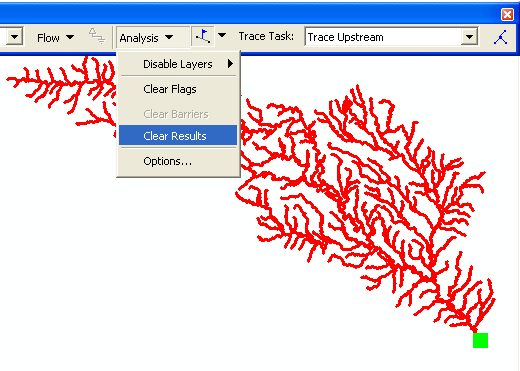 Flow Analysis Trace Task: Trace Upstream
Disable Layers
Clear Flags
Clear Barriers
Clear Results
Options...